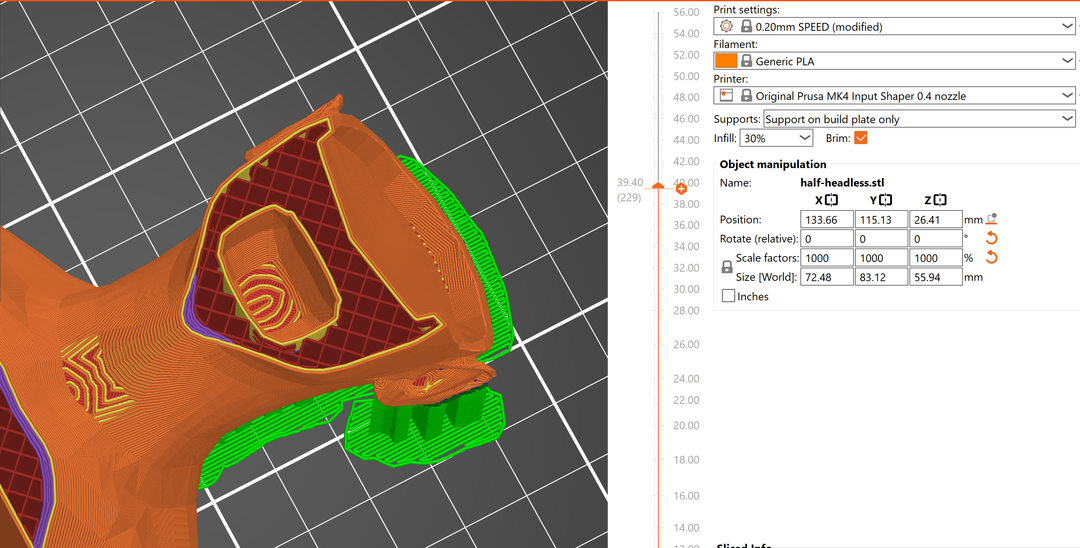 56.00
54.00
52.00
50.00
48.00
46.00
44.00
42.00
39.40
(229)
40.00
38.00
36.00
34.00
32.00
30.00
28.00
26.00
24.00
22.00
20.00
18.00
16.00
14.00
Print settings:
0.20mm SPEED (modified)
Filament:
Generic PLA
Printer:
Original Prusa MK4 Input Shaper 0.4 nozzle
Supports: Support on build plate only
Infill: 30% Brim:
Object manipulation
Name: half-headless.stl
X Y Z
Position: 133.66 115.13 26.41 mm
Rotate (relative): 0 0 0 °
Scale factors: 1000 1000 1000 %
Size [World]: 72.48 83.12 55.94 mm
Inches
Sliced Info